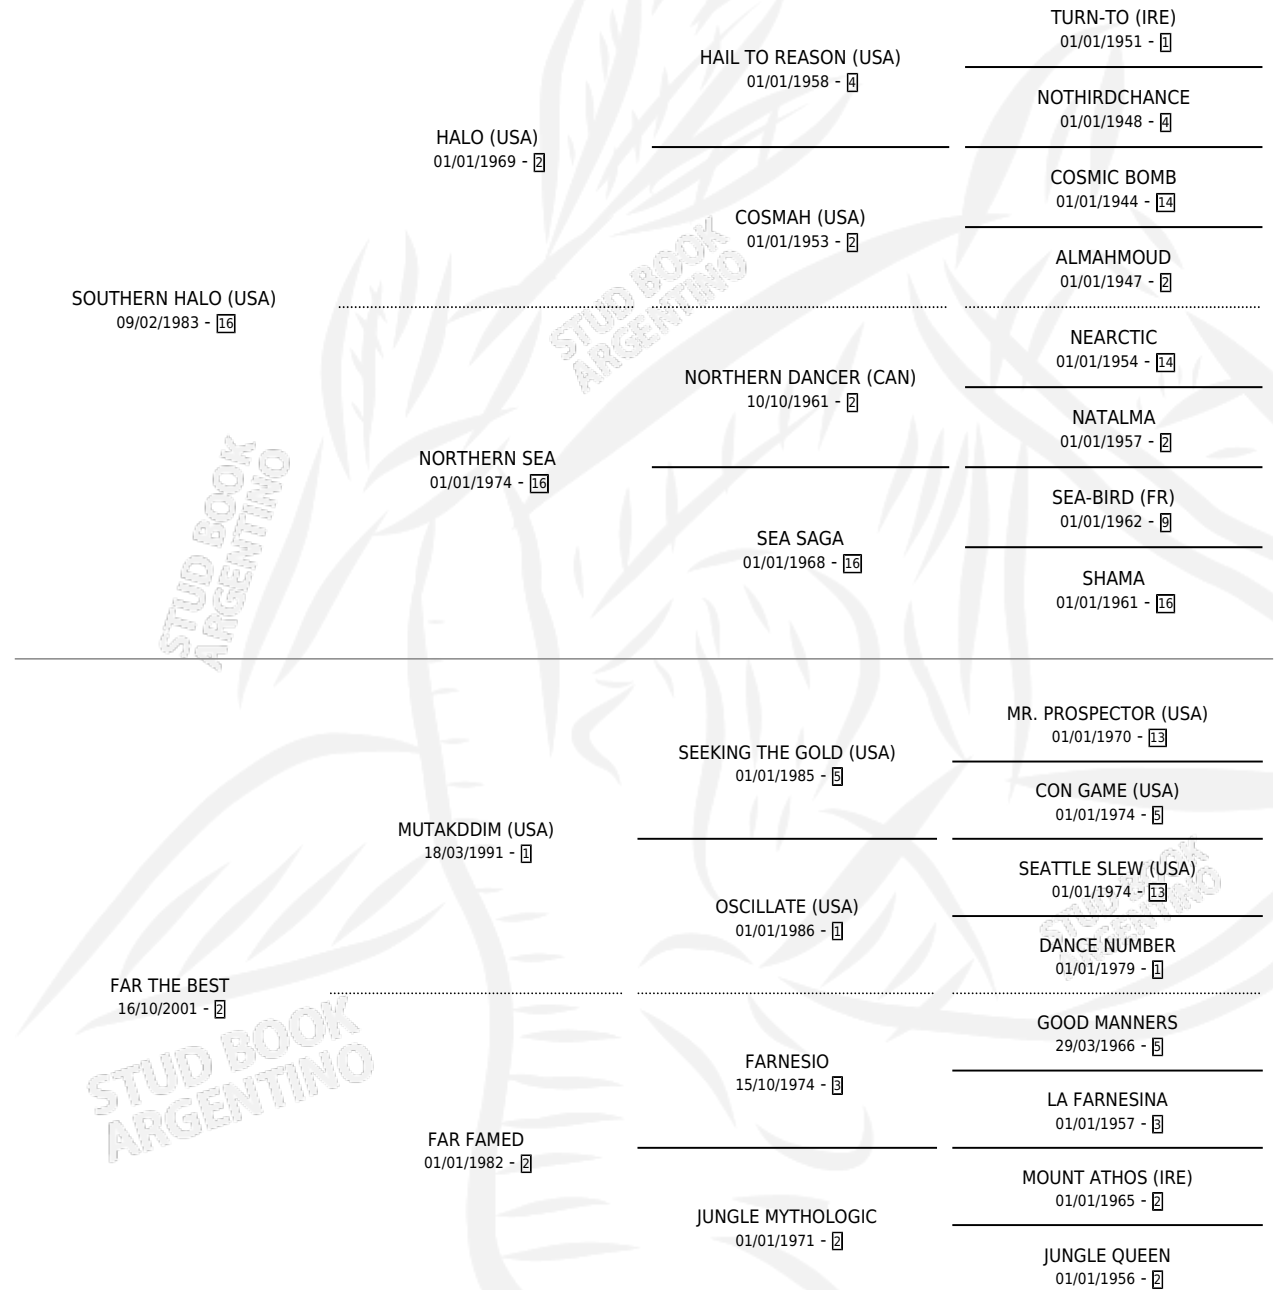 TURN-TO (IRE)
01/01/1951 - 1
HAIL TO REASON (USA)
01/01/1958 - 4
NOTHIRDCHANCE
01/01/1948 - 4
HALO (USA)
01/01/1969 - 2
COSMIC BOMB
01/01/1944 - 14
COSMAH (USA)
01/01/1953 - 2
ALMAHMOUD
01/01/1947 - 2
SOUTHERN HALO (USA)
09/02/1983 - 16
NEARCTIC
01/01/1954 - 14
NORTHERN DANCER (CAN)
10/10/1961 - 2
NATALMA
01/01/1957 - 2
NORTHERN SEA
01/01/1974 - 16
SEA-BIRD (FR)
01/01/1962 - 9
SEA SAGA
01/01/1968 - 16
SHAMA
01/01/1961 - 16
STUD BOOK
ARGENTINO
STUD BOOK
ARGENTINO
MR. PROSPECTOR (USA)
01/01/1970 - 13
SEEKING THE GOLD (USA)
01/01/1985 - 5
CON GAME (USA)
01/01/1974 - 5
MUTAKDDIM (USA)
18/03/1991 - 1
SEATTLE SLEW (USA)
01/01/1974 - 13
OSCILLATE (USA)
01/01/1986 - 1
DANCE NUMBER
01/01/1979 - 1
STUD BOOK
ARGENTINO
FAR THE BEST
16/10/2001 - 2
GOOD MANNERS
29/03/1966 - 5
FARNESIO
15/10/1974 - 3
LA FARNESINA
01/01/1957 - 3
FAR FAMED
01/01/1982 - 2
MOUNT ATHOS (IRE)
01/01/1965 - 2
JUNGLE MYTHOLOGIC
01/01/1971 - 2
JUNGLE QUEEN
01/01/1956 - 2
STUD BOOK
ARGENTINO